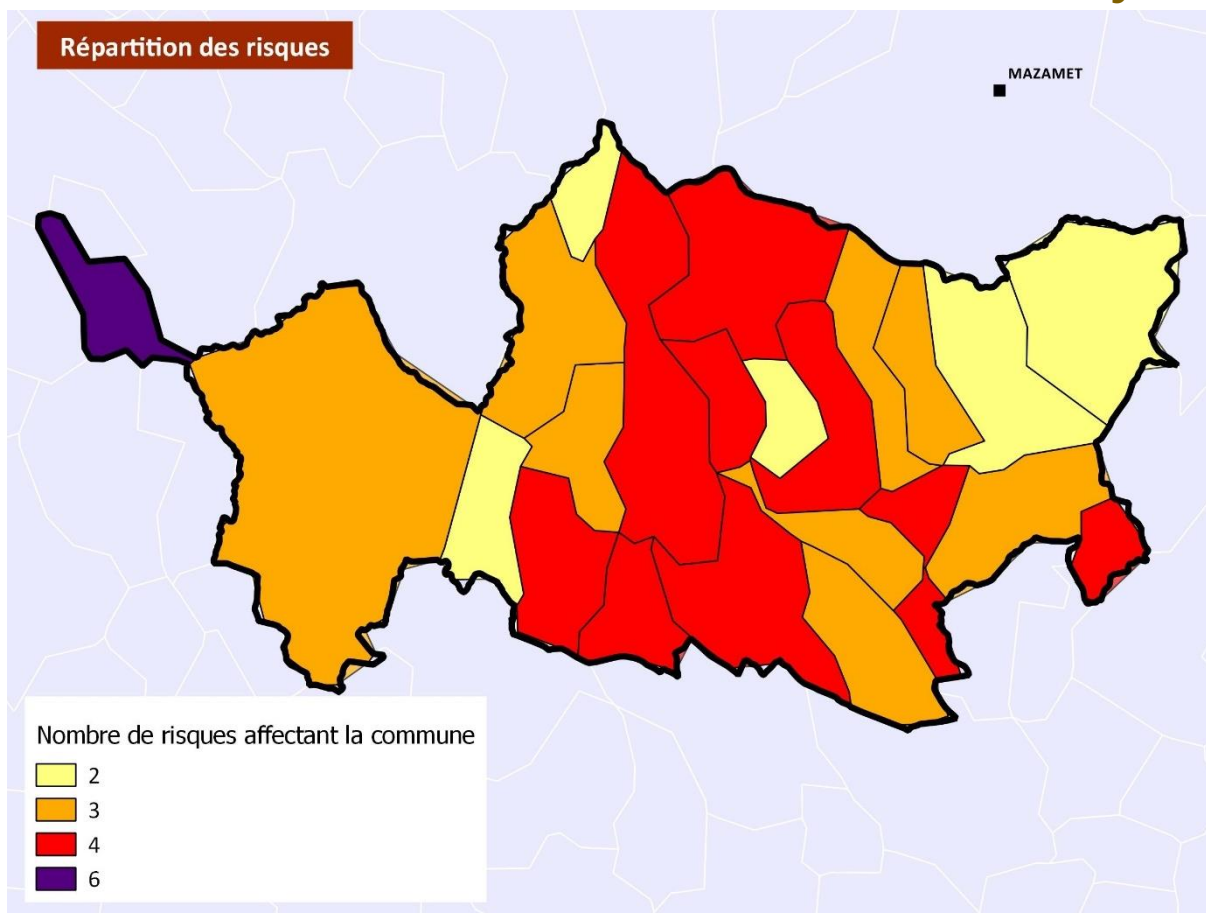 Répartition des risques
MAZAMET
Nombre de risques affectant la commune
2
3
4
6